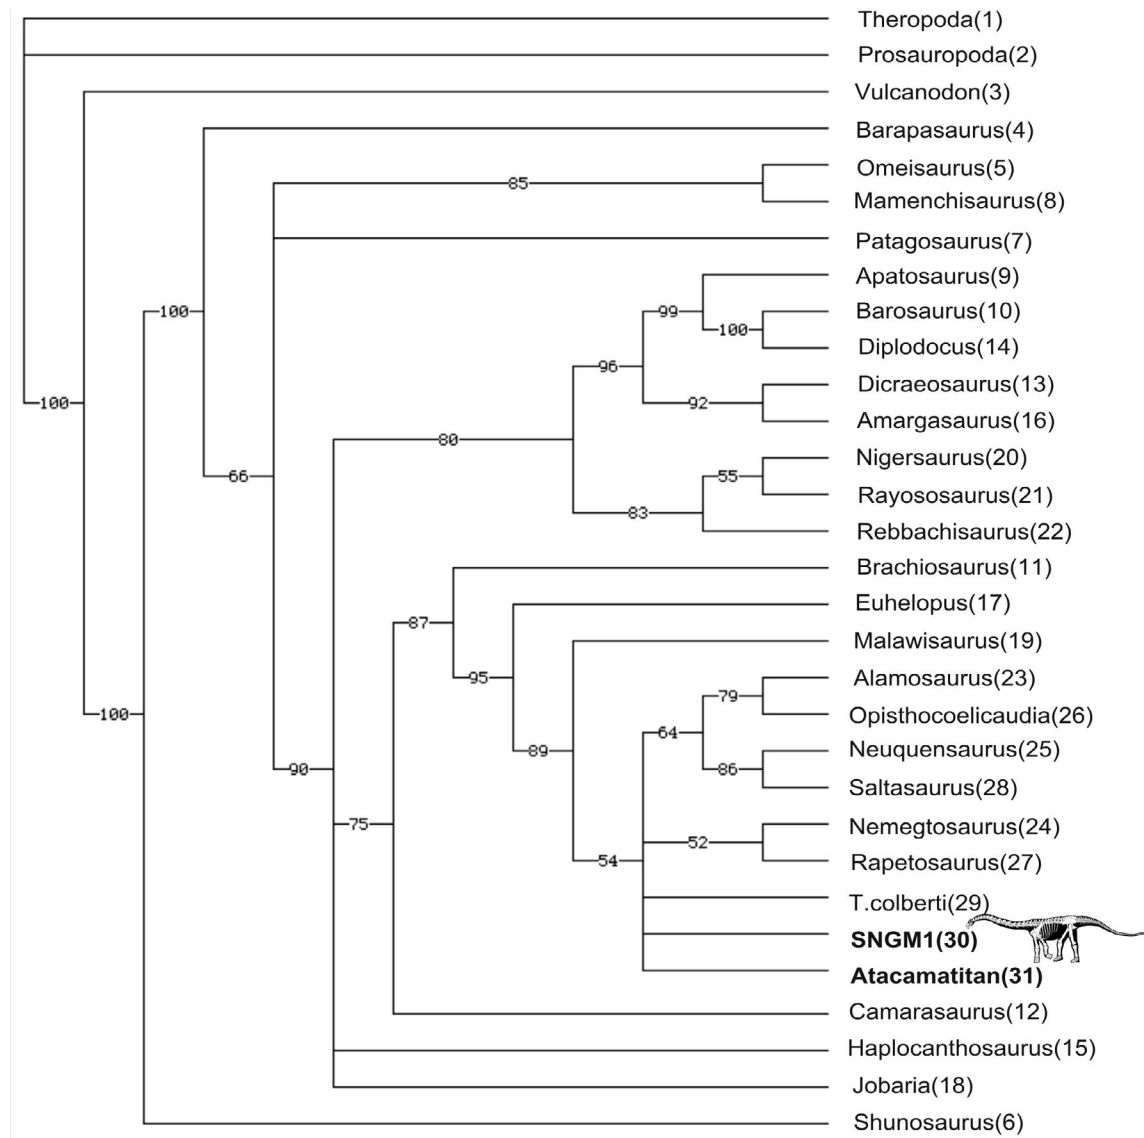 Theropoda(1)
Prosauropoda(2)
Vulcanodon(3)
Barapasaurus(4)
Omeisaurus(5)
85
Mamenchisaurus(8)
Patagosaurus(7)
Apatosaurus(9)
100
99
Barosaurus(10)
100
Diplodocus(14)
96
Dicraeosaurus(13)
100
92
Amargasaurus(16)
80
Nigersaurus(20)
66
55
Rayososaurus(21)
83
Rebbachisaurus(22)
Brachiosaurus(11)
Euhelopus(17)
87
Malawisaurus(19)
95
Alamosaurus(23)
79
100
Opisthocoelicaudia(26)
64
89
Neuquensaurus(25)
90
86
Saltasaurus(28)
75
Nemegtosaurus(24)
52
54
Rapetosaurus(27)
T.colberti(29)
SNGM1(30)
Atacamatitan(31)
Camarasaurus(12)
Haplocanthosaurus(15)
Jobaria(18)
Shunosaurus(6)